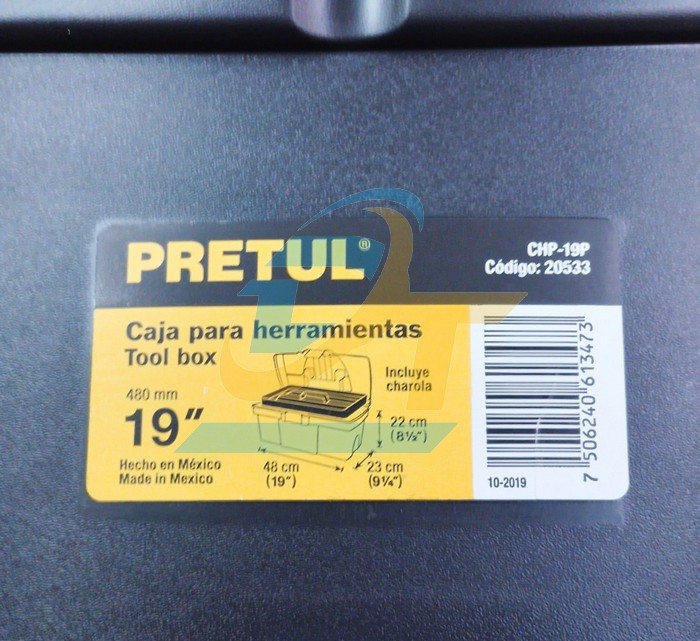 PRETUL®
CHP-19P
Código: 20533
Caja para herramientas
Tool box
480 mm
19”
Hecho en México
Made in Mexico
Incluye
charola
22 cm
(8½”)
48 cm
(19”)
23 cm
(9¼”)
7 506240 613473
10-2019